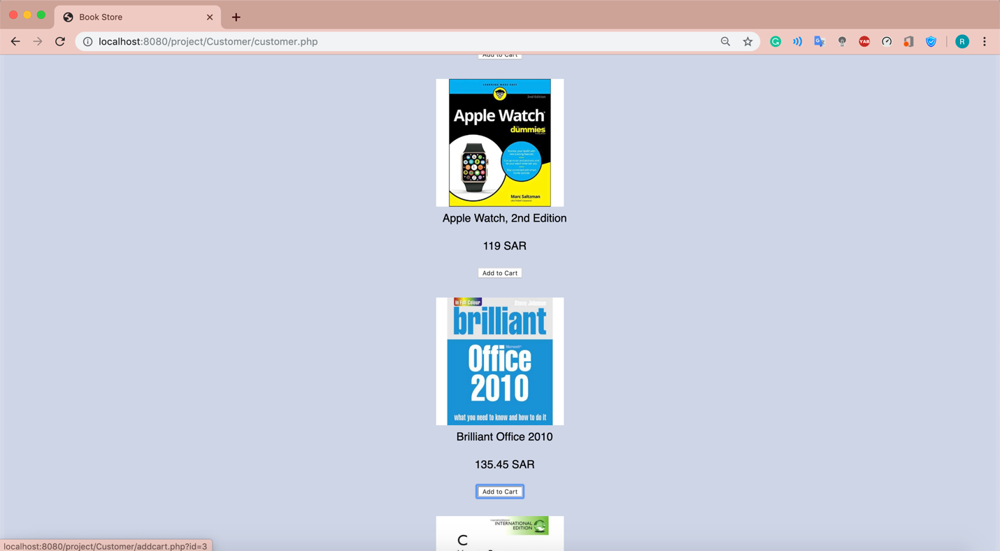 Book Store
localhost:8080/project/Customer/customer.php
YAB
R
Add to Cart
LEARNING MADE EASY
2nd Edition
Apple Watch
dummies
Marc Saltzman
Apple Watch, 2nd Edition
119 SAR
Add to Cart
In Full Colour
Steve Johnson
brilliant
Microsoft
Office
2010
what you need to know and how to do it
Brilliant Office 2010
135.45 SAR
Add to Cart
INTERNATIONAL
EDITION
C
localhost:8080/project/Customer/addcart.php?id=3